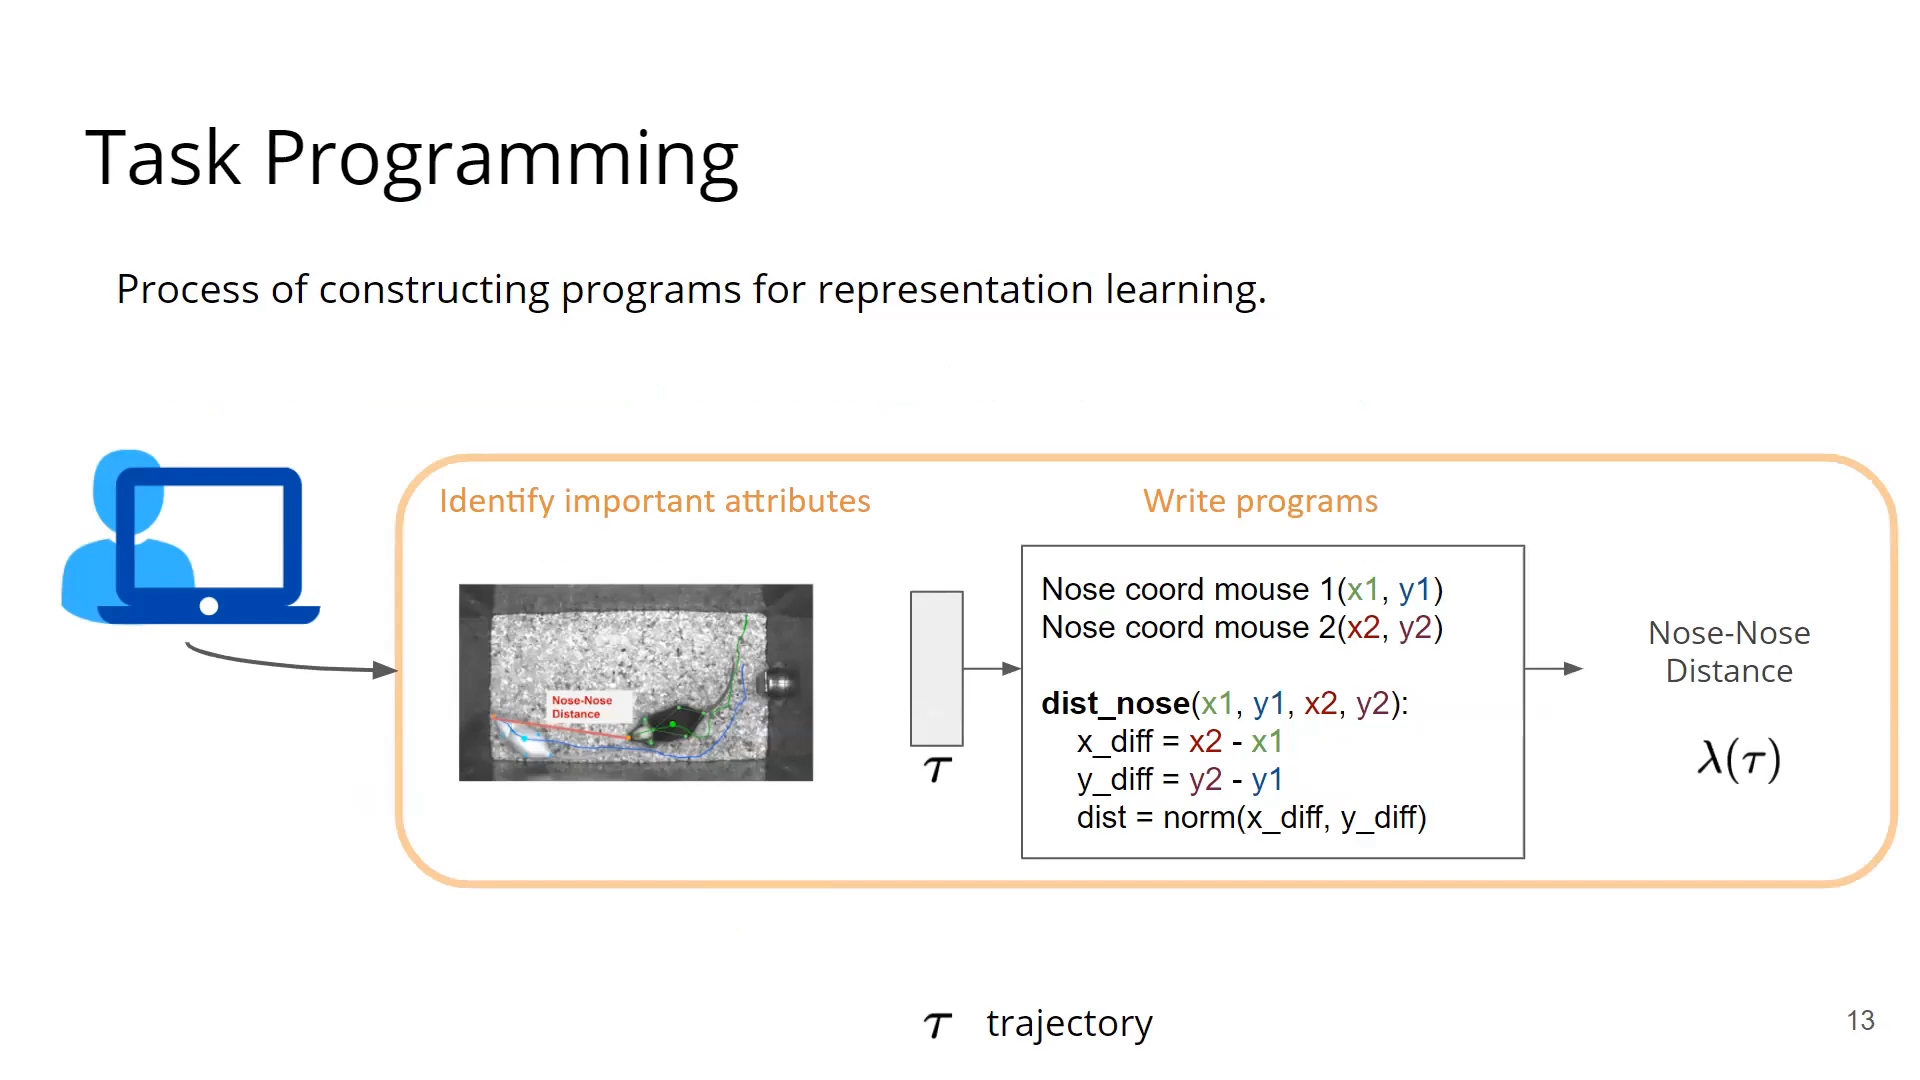 Task Programming
Process of constructing programs for representation learning.
Identify important attributes
Write programs
Nose-Nose
Distance
τ
Nose coord mouse 1(x1, y1)
Nose coord mouse 2(x2, y2)
dist_nose(x1, y1, x2, y2):
x_diff = x2 - x1
y_diff = y2 - y1
dist = norm(x_diff, y_diff)
Nose-Nose
Distance
λ(τ)
τ trajectory
13